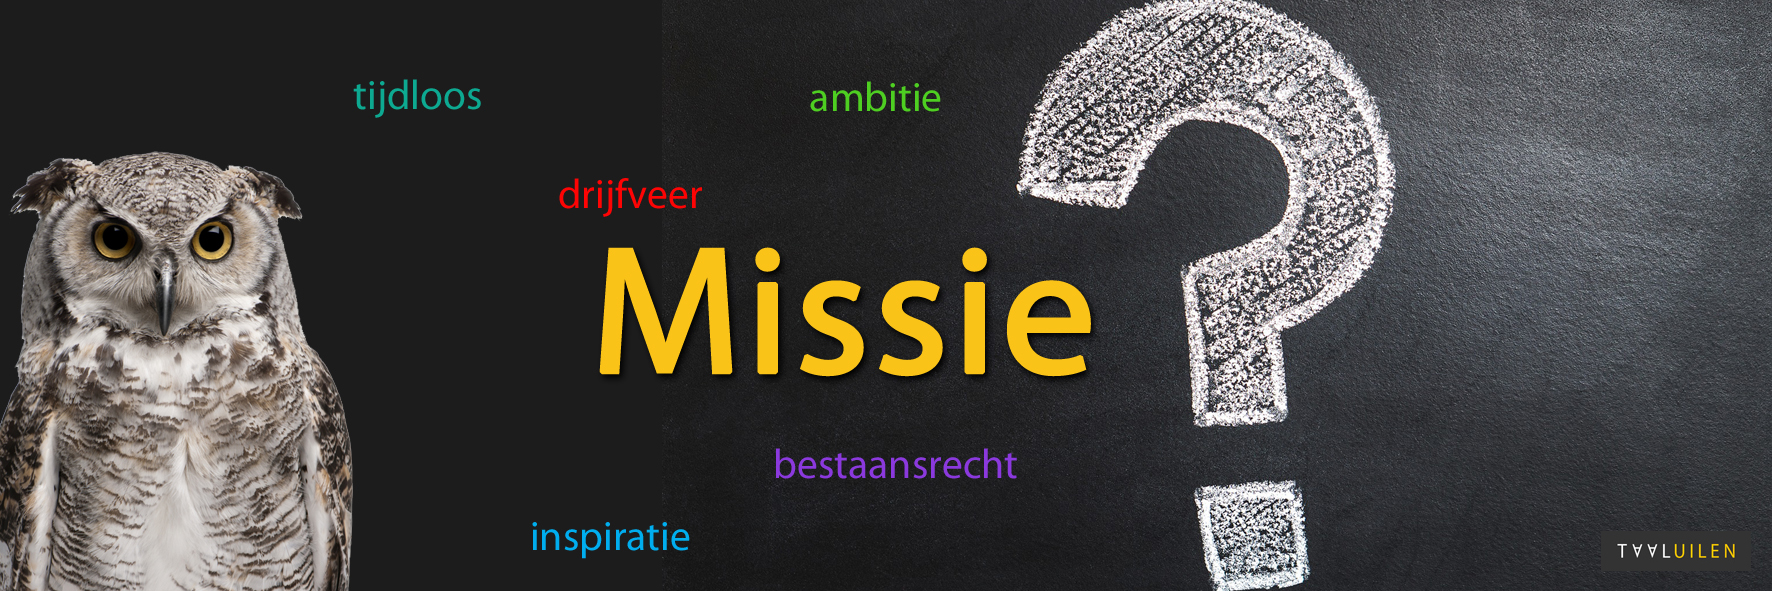 tijdloos
ambitie
drijfveer
Missie
?
bestaansrecht
inspiratie
TAALUILEN